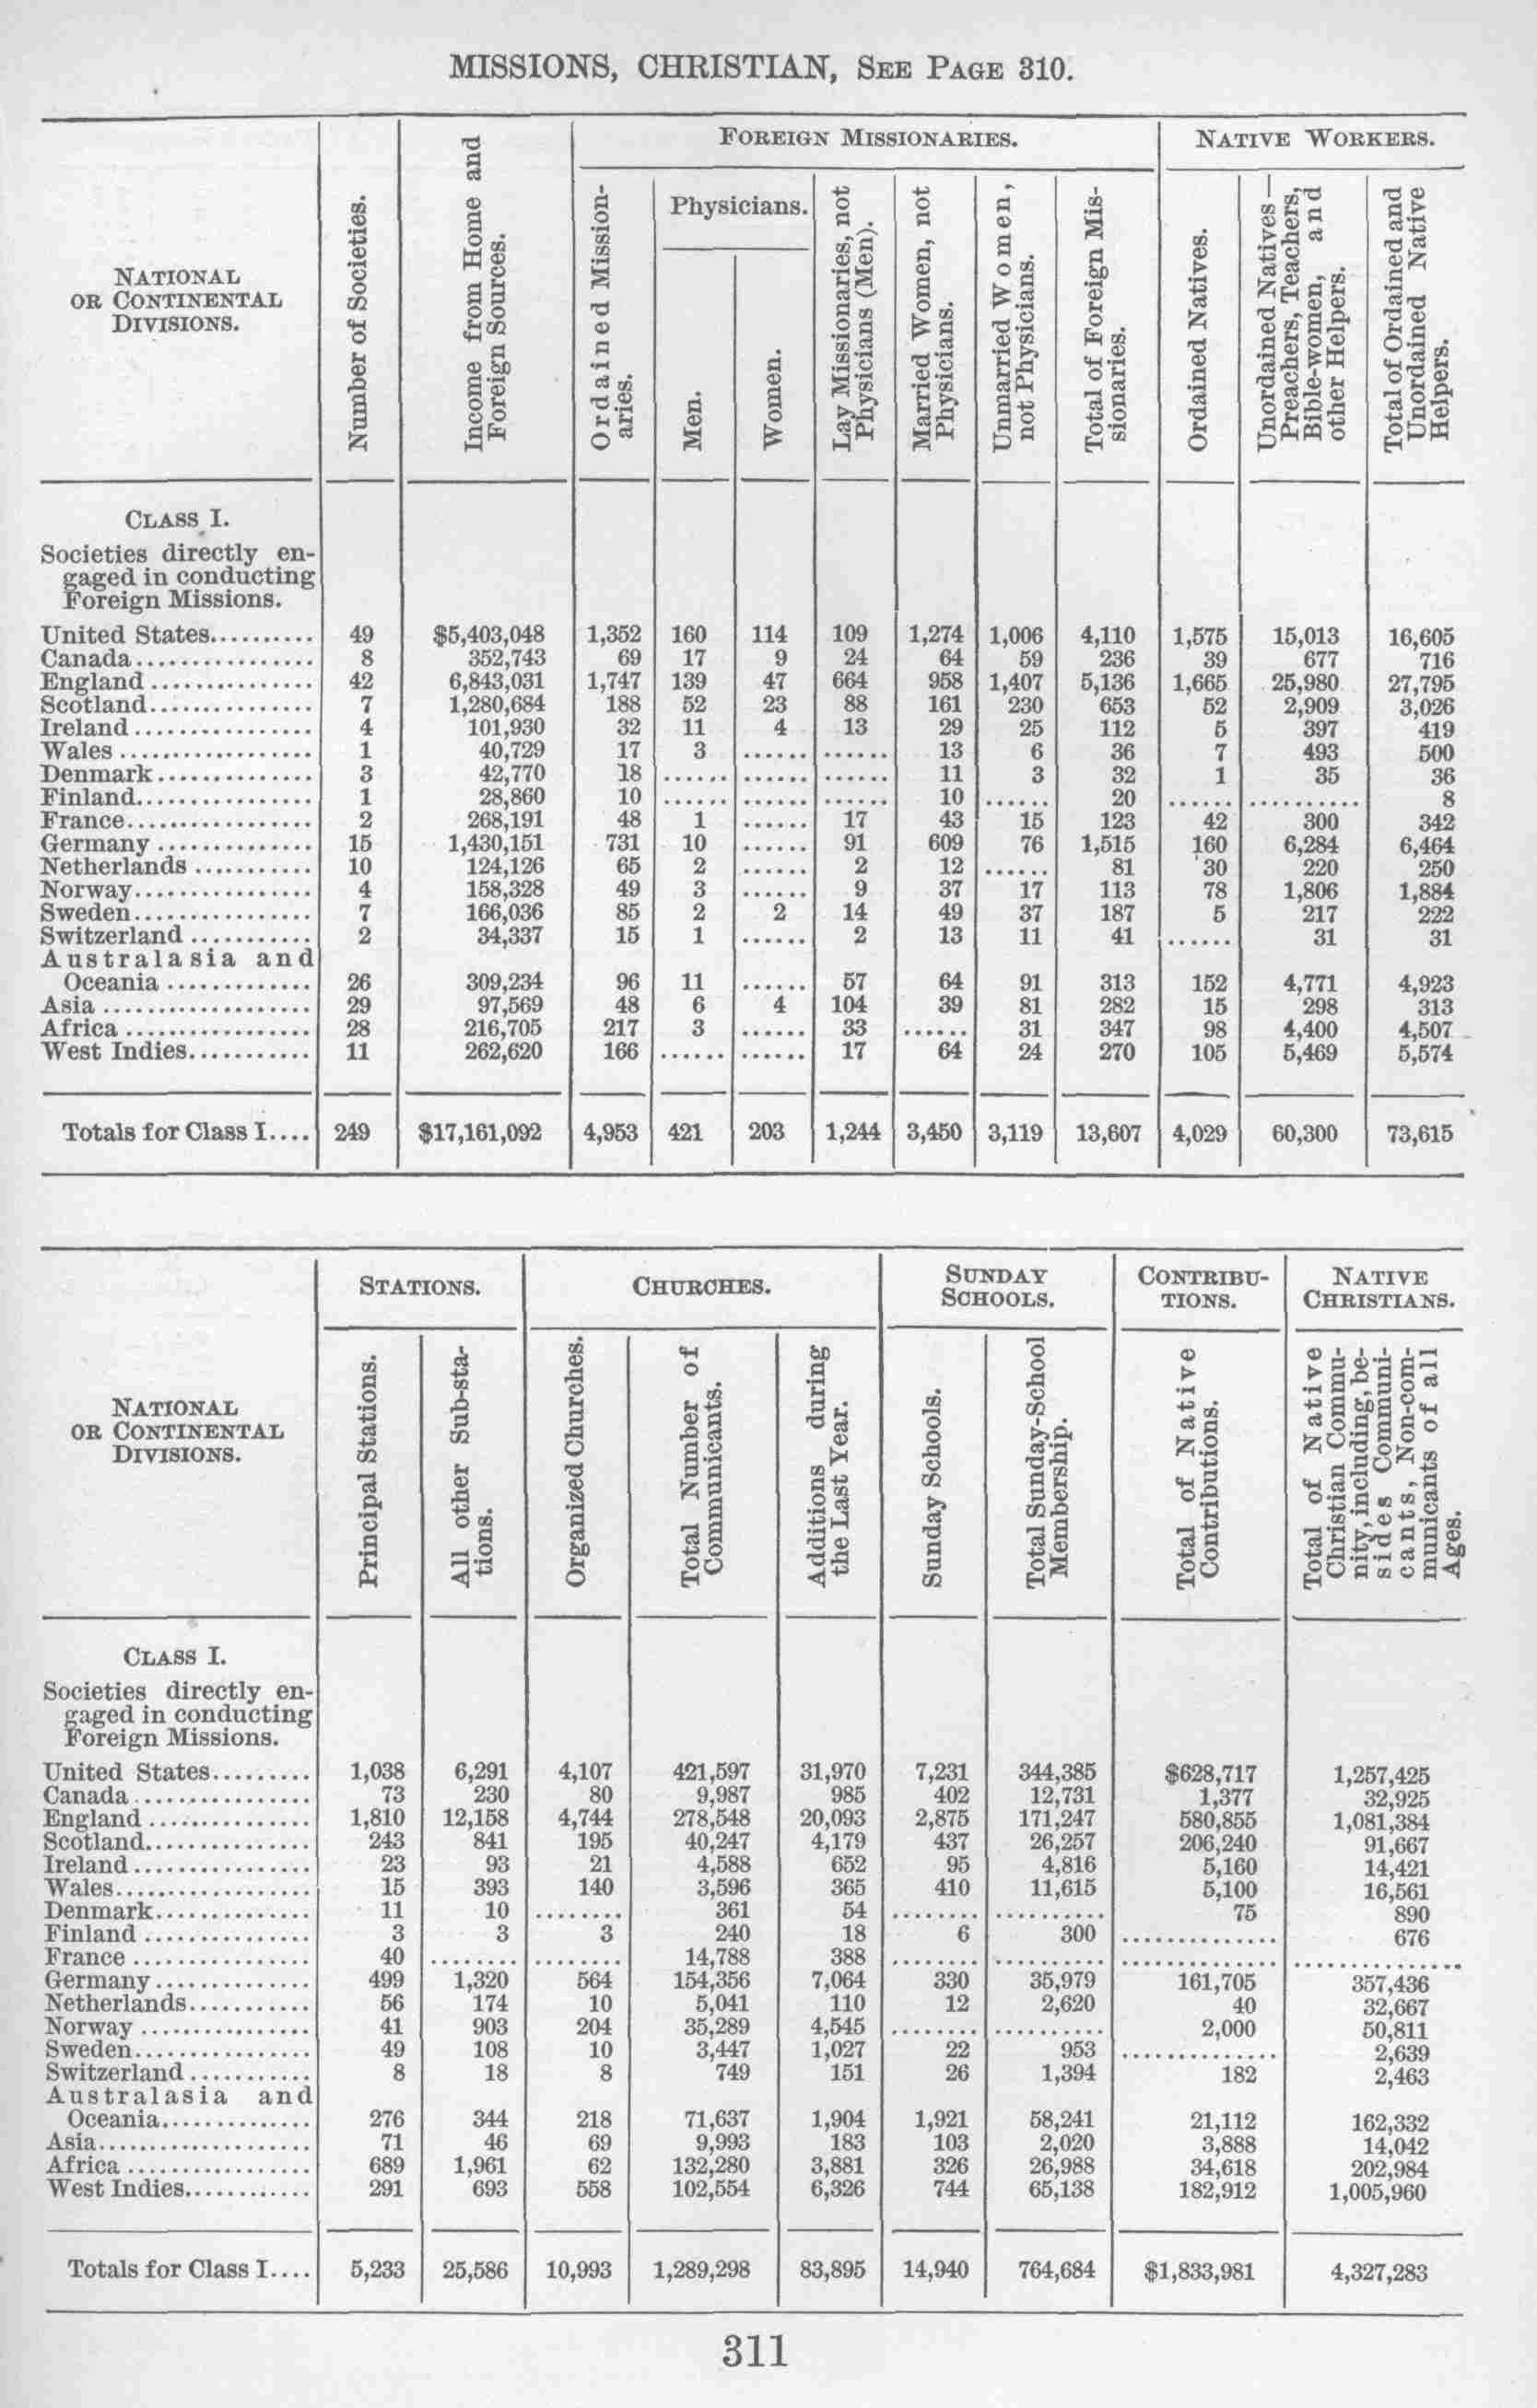 MISSIONS, CHRISTIAN, SEE PAGE 310.
NATIONAL
OR CONTINENTAL
DIVISIONS.
Number of Societies.
Income from Home and
Foreign Sources.
FOREIGN MISSIONARIES.
Ordained Mission-
aries.
Physicians.
Men.
Women.
Lay Missionaries, not
Physicians (Men).
Married Women, not
Physicians.
Unmarried Women,
not Physicians.
Total of Foreign Mis-
sionaries.
NATIVE WORKERS.
Ordained Natives.
Unordained Natives—
Preachers, Teachers,
Bible-women, and
other Helpers.
Total of Ordained and
Unordained Native
Helpers.
CLASS I.
Societies directly en-
gaged in conducting
Foreign Missions.
United States.......... 49 $5,403,048 1,352 160 114 109 1,274 1,006 4,110 1,575 15,013 16,605
Canada................ 8 352,743 69 17 9 24 64 59 236 39 677 716
England............... 42 6,843,031 1,747 139 47 664 958 1,407 5,136 1,665 25,980 27,795
Scotland............... 7 1,280,684 188 52 23 88 161 230 653 52 2,909 3,026
Ireland................ 4 101,930 32 11 4 13 29 25 112 5 397 419
Wales................. 1 40,729 17 3 ...... ...... 13 6 36 7 493 500
Denmark.............. 3 42,770 18 ...... ...... ...... 11 3 32 1 35 36
Finland................ 1 28,860 10 ...... ...... ...... 10 ...... 20 ...... .......... 8
France................. 2 268,191 48 1 ...... 17 43 15 123 42 300 342
Germany.............. 15 1,430,151 731 10 ...... 91 609 76 1,515 160 6,284 6,464
Netherlands........... 10 124,126 65 2 ...... 2 12 ...... 81 30 220 250
Norway................ 4 158,328 49 3 ...... 9 37 17 113 78 1,806 1,884
Sweden................ 7 166,036 85 2 2 14 49 37 187 5 217 222
Switzerland........... 2 34,337 15 1 ...... 2 13 11 41 ...... 31 31
Australasia and
Oceania............. 26 309,234 96 11 ...... 57 64 91 313 152 4,771 4,923
Asia................... 29 97,569 48 6 4 104 39 81 282 15 298 313
Africa................. 28 216,705 217 3 ...... 33 ...... 31 347 98 4,400 4,507
West Indies........... 11 262,620 166 ...... ...... 17 64 24 270 105 5,469 5,574
Totals for Class I.... 249 $17,161,092 4,953 421 203 1,244 3,450 3,119 13,607 4,029 60,300 73,615
NATIONAL
OR CONTINENTAL
DIVISIONS.
STATIONS.
Principal Stations.
All other Sub-sta-
tions.
CHURCHES.
Organized Churches.
Total Number of
Communicants.
Additions during
the Last Year.
SUNDAY
SCHOOLS.
Sunday Schools.
Total Sunday-School
Membership.
CONTRIBU-
TIONS.
Total of Native
Contributions.
NATIVE
CHRISTIANS.
Total of Native
Christian Commu-
nity, including, be-
sides Communi-
cants, Non-com-
municants of all
Ages.
CLASS I.
Societies directly en-
gaged in conducting
Foreign Missions.
United States......... 1,038 6,291 4,107 421,597 31,970 7,231 344,385 $628,717 1,257,425
Canada................ 73 230 80 9,987 985 402 12,731 1,377 32,925
England............... 1,810 12,158 4,744 278,548 20,093 2,875 171,247 580,855 1,081,384
Scotland............... 243 841 195 40,247 4,179 437 26,257 206,240 91,667
Ireland................ 23 93 21 4,588 652 95 4,816 5,160 14,421
Wales.................. 15 393 140 3,596 365 410 11,615 5,100 16,561
Denmark.............. 11 10 ........ 361 54 ........ .......... 75 890
Finland............... 3 3 3 240 18 6 300 .............. 676
France................ 40 ........ ........ 14,788 388 ........ .......... .............. ...............
Germany.............. 499 1,320 564 154,356 7,064 330 35,979 161,705 357,436
Netherlands........... 56 174 10 5,041 110 12 2,620 40 32,667
Norway................ 41 903 204 35,289 4,545 ........ .......... 2,000 50,811
Sweden................ 49 108 10 3,447 1,027 22 953 .............. 2,639
Switzerland........... 8 18 8 749 151 26 1,394 182 2,463
Australasia and
Oceania.............. 276 344 218 71,637 1,904 1,921 58,241 21,112 162,332
Asia.................... 71 46 69 9,993 183 103 2,020 3,888 14,042
Africa................. 689 1,961 62 132,280 3,881 326 26,988 34,618 202,984
West Indies............ 291 693 558 102,554 6,326 744 65,138 182,912 1,005,960
Totals for Class I.... 5,233 25,586 10,993 1,289,298 83,895 14,940 764,684 $1,833,981 4,327,283
311